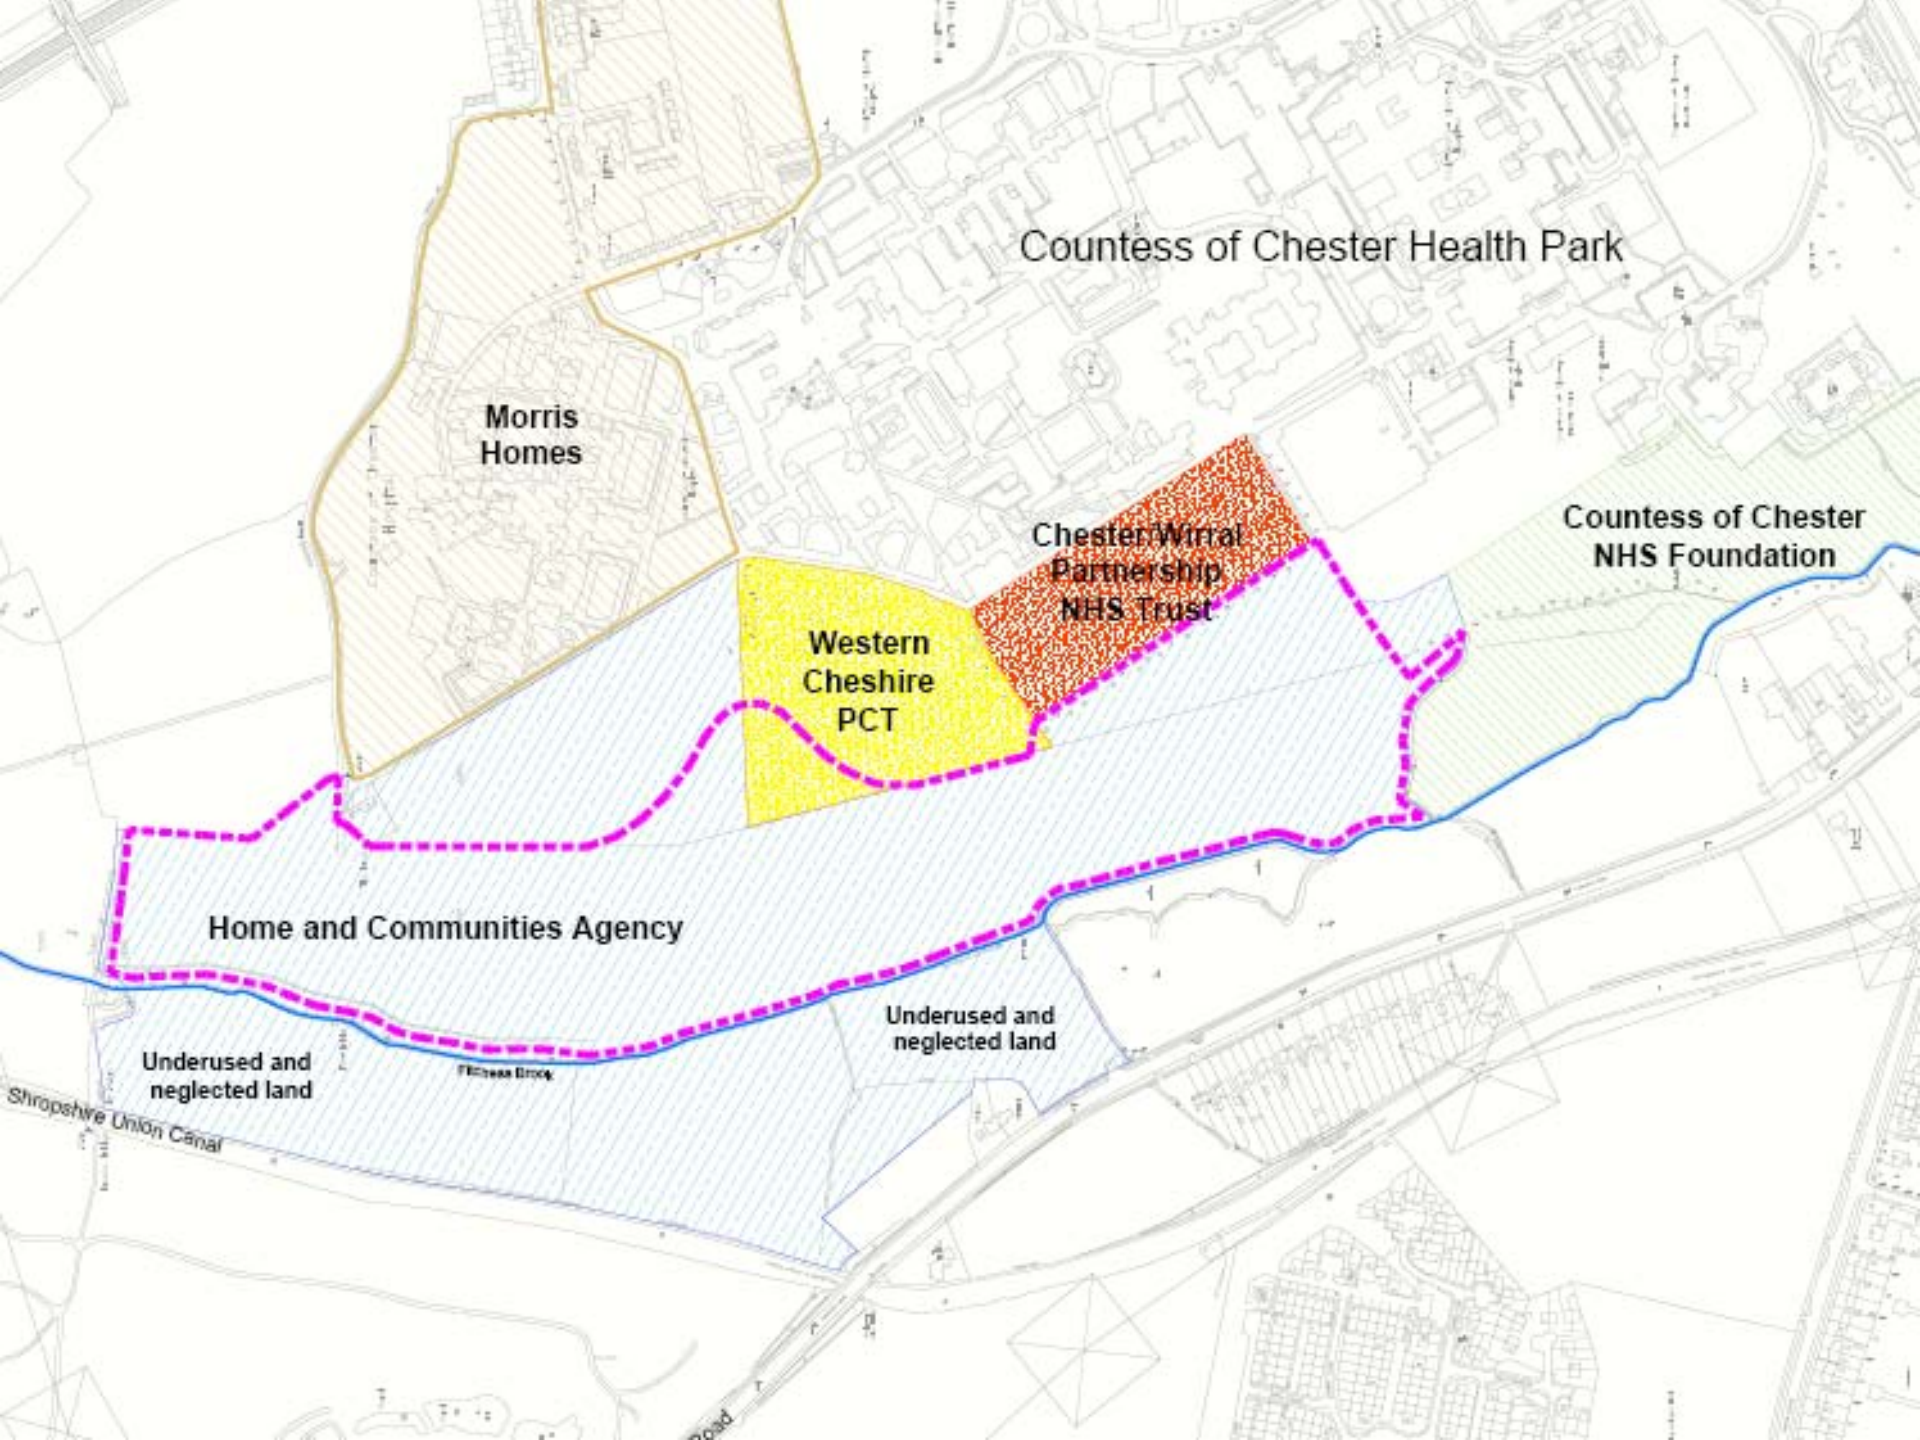 Countess of Chester Health Park
Morris
Homes
Countess of Chester
NHS Foundation
Chester/Wirral
Partnership
NHS Trust
Western
Cheshire
PCT
Home and Communities Agency
Underused and
neglected land
Underused and
neglected land
Brook
Shropshire Union Canal
Road